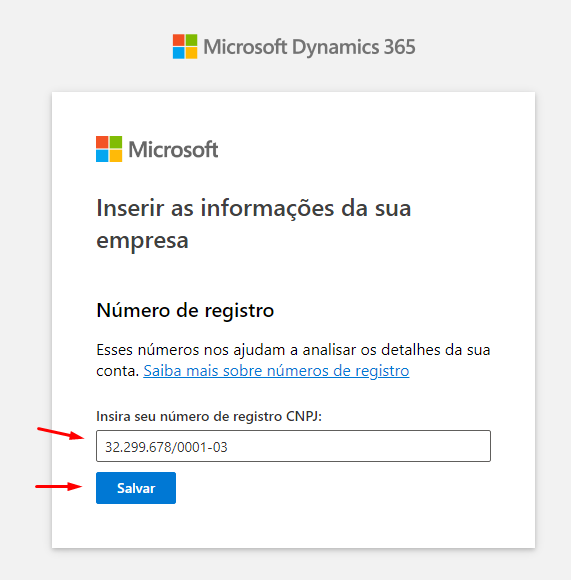 Microsoft Dynamics 365
Microsoft
Inserir as informações da sua
empresa
Número de registro
Esses números nos ajudam a analisar os detalhes da sua
conta. Saiba mais sobre números de registro
Insira seu número de registro CNPJ:
32.299.678/0001-03
Salvar